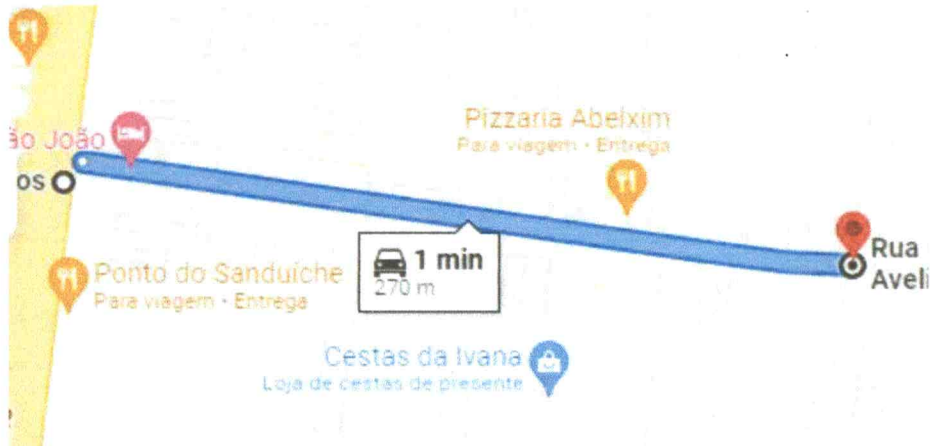 Pizzaria Abelxim
Para viagem · Entrega
ão João
os
1 min
270 m
Rua
Aveli
Ponto do Sanduíche
Para viagem · Entrega
Cestas da Ivana
Loja de cestas de presente